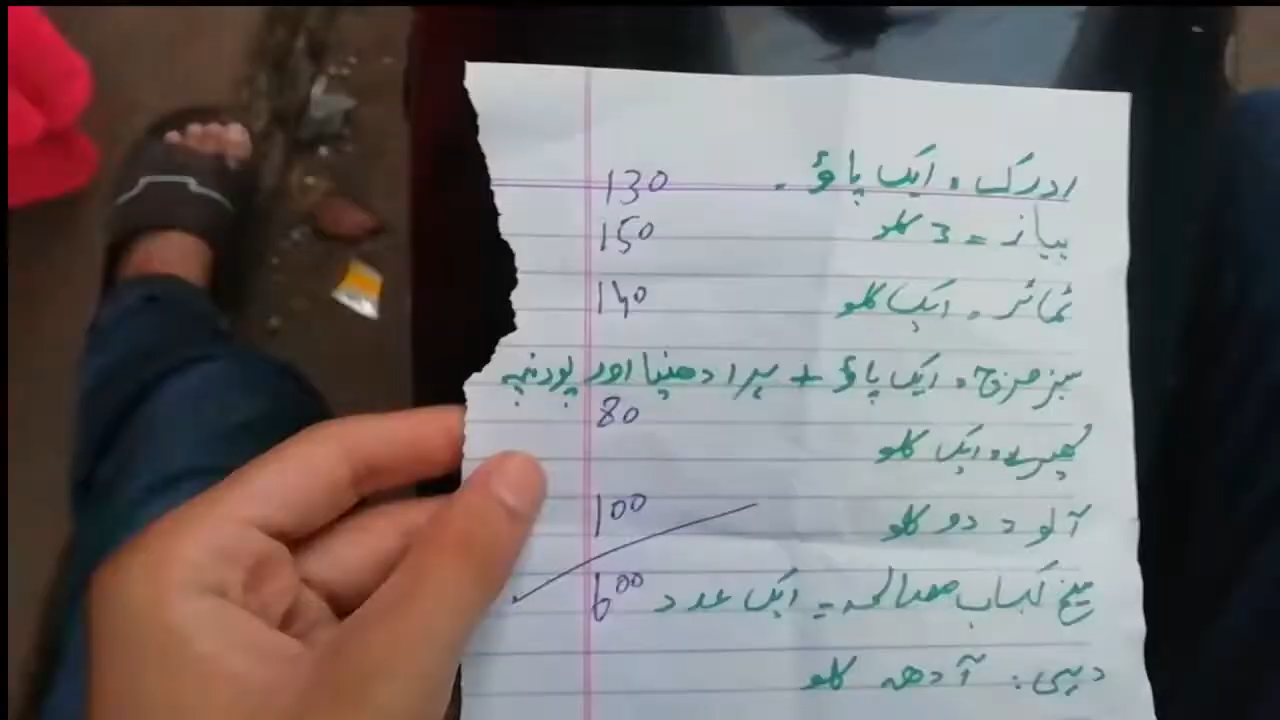 ادرک . ایک پاؤ . 130
پیاز = 3 کلو 150
ٹماٹر . ایک کلو 140
سبز مرچ . ایک پاؤ + ہرا دھنیا اور پودینہ
80
کھیرے . ایک کلو
آلو = دو کلو 100
سیخ کباب مصالحہ = ایک عدد 600
دہی : آدھہ کلو